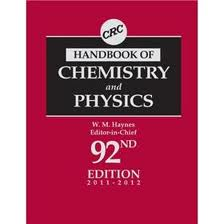 CRC
HANDBOOK OF
CHEMISTRY
and
PHYSICS
W. M. Haynes
Editor-in-Chief
92ND
EDITION
2011-2012